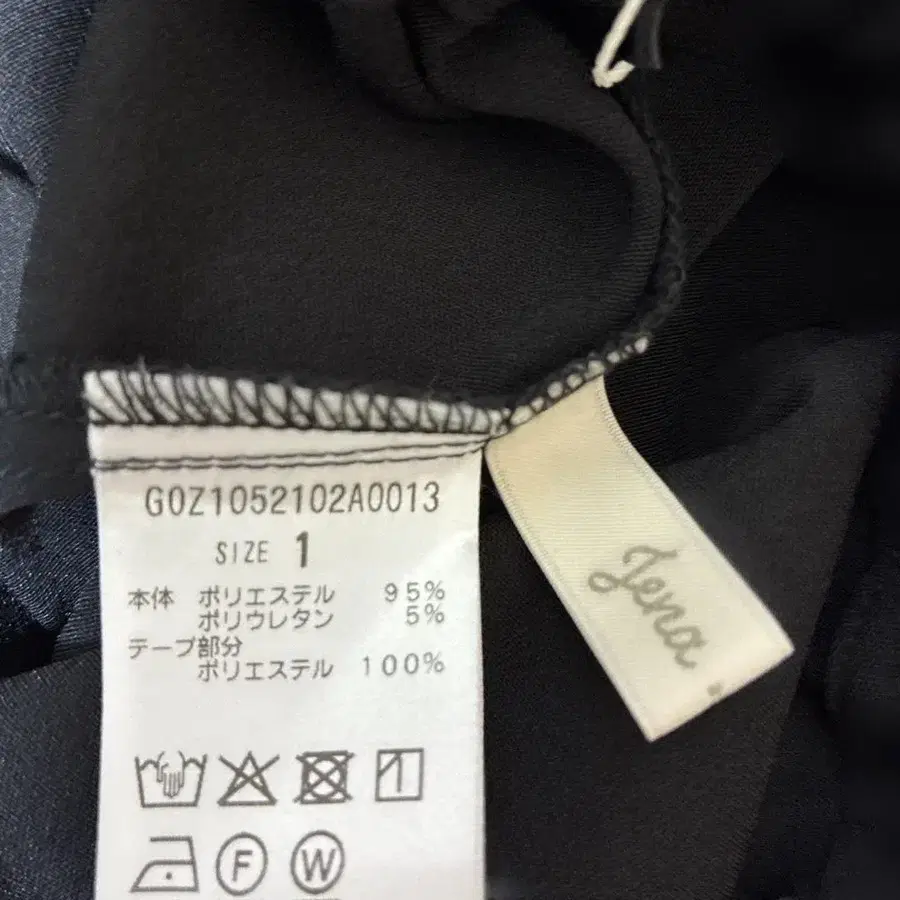 G0Z1052102A0013
SIZE 1
本体 ポリエステル 95%
ポリウレタン 5%
テープ部分
ポリエステル 100%
F W
Jena